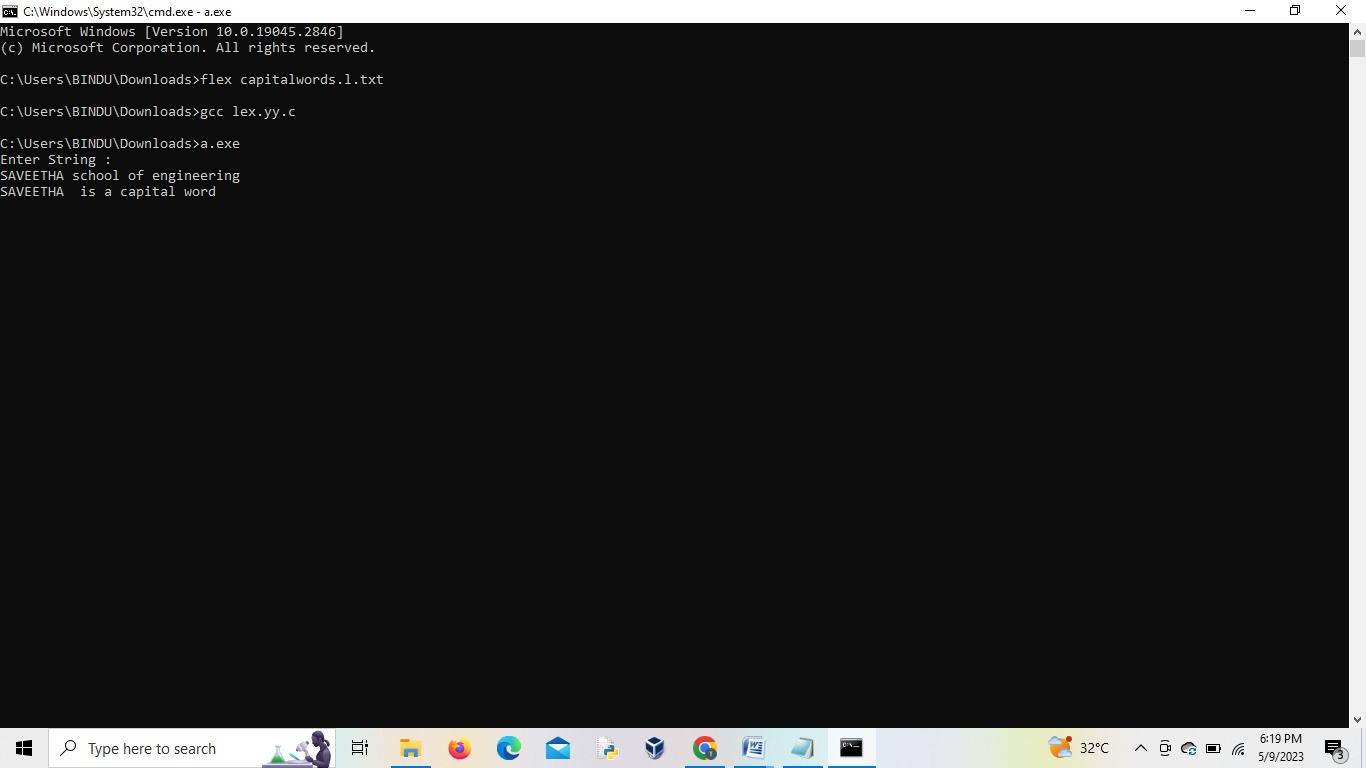 C:\Windows\System32\cmd.exe - a.exe
Microsoft Windows [Version 10.0.19045.2846]
(c) Microsoft Corporation. All rights reserved.
C:\Users\BINDU\Downloads>flex capitalwords.l.txt
C:\Users\BINDU\Downloads>gcc lex.yy.c
C:\Users\BINDU\Downloads>a.exe
Enter String :
SAVEETHA school of engineering
SAVEETHA  is a capital word
Type here to search
32°C
6:19 PM
5/9/2023
3